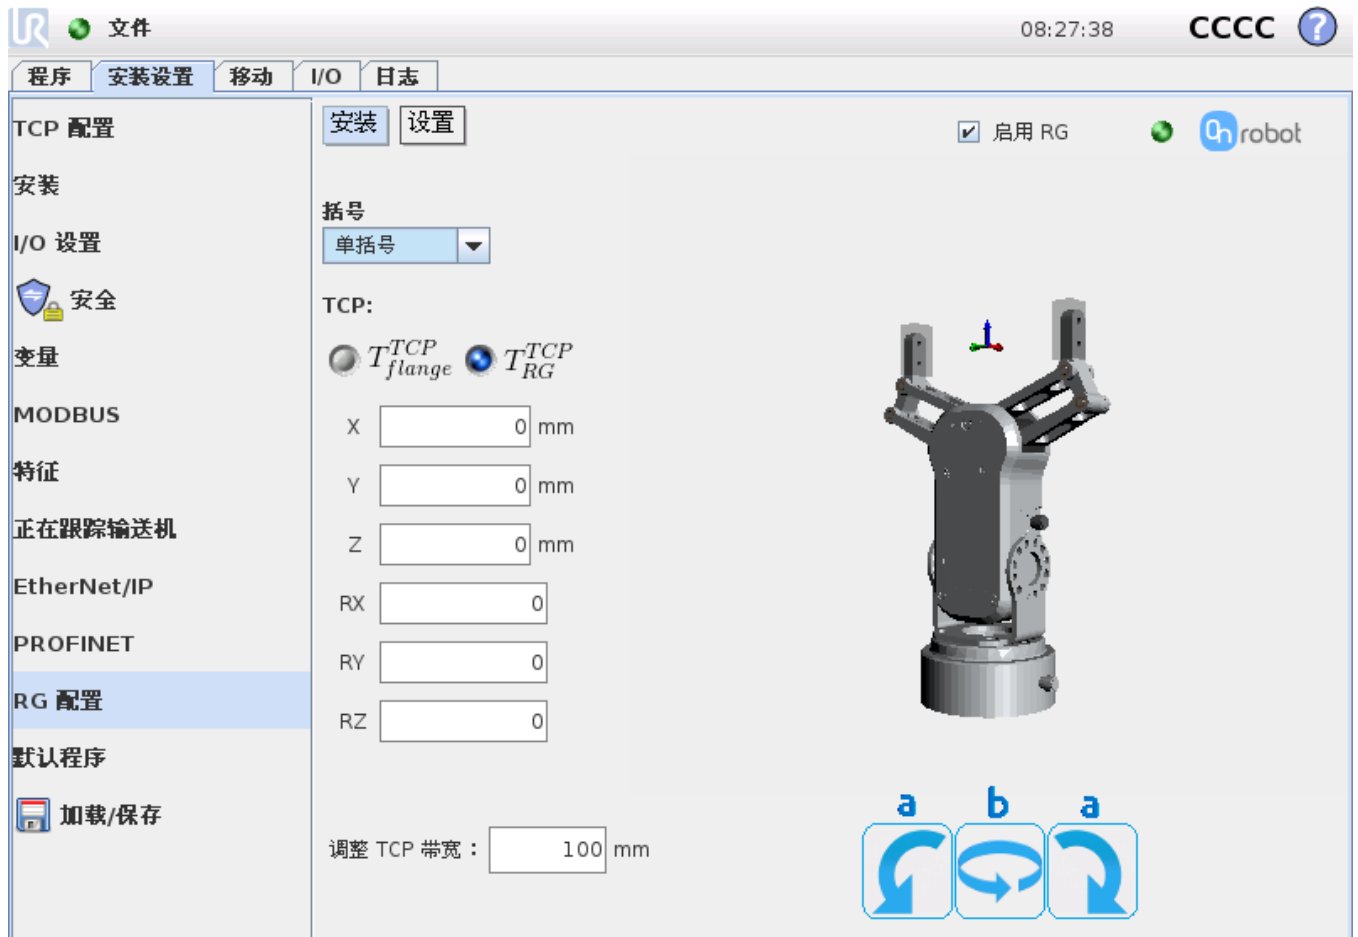 UR 文件 08:27:38 CCCC ?
程序 安装设置 移动 I/O 日志
TCP 配置
安装
I/O 设置
安全
变量
MODBUS
特征
正在跟踪输送机
EtherNet/IP
PROFINET
RG 配置
默认程序
加载/保存
安装 设置
启用 RG
On robot
括号
单括号
TCP:
T^{TCP}_{flange} T^{TCP}_{RG}
X 0 mm
Y 0 mm
Z 0 mm
RX 0
RY 0
RZ 0
调整 TCP 带宽： 100 mm
a b a